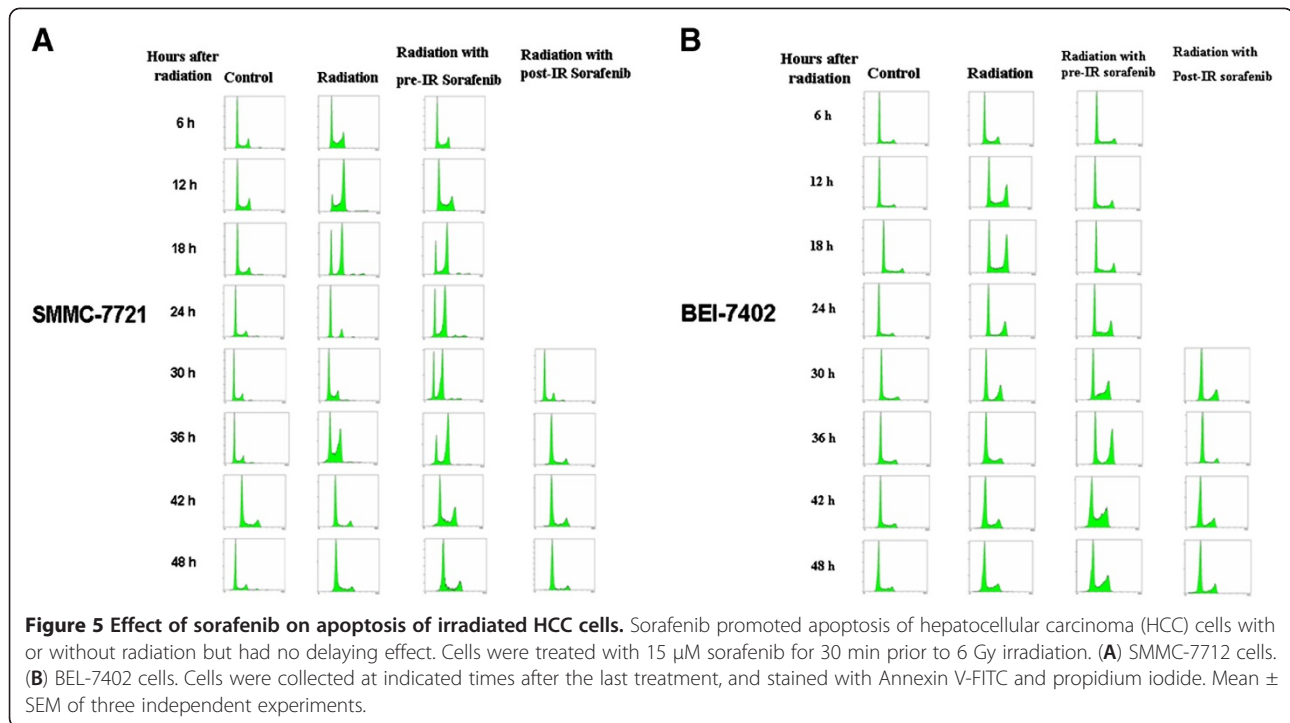 A
Hours after radiation
Control
Radiation
Radiation with pre-IR Sorafenib
Radiation with post-IR Sorafenib
SMMC-7721
6 h
12 h
18 h
24 h
30 h
36 h
42 h
48 h
B
Hours after radiation
Control
Radiation
Radiation with pre-IR sorafenib
Radiation with Post-IR sorafenib
BEI-7402
6 h
12 h
18 h
24 h
30 h
36 h
42 h
48 h
Figure 5 Effect of sorafenib on apoptosis of irradiated HCC cells. Sorafenib promoted apoptosis of hepatocellular carcinoma (HCC) cells with
or without radiation but had no delaying effect. Cells were treated with 15 μM sorafenib for 30 min prior to 6 Gy irradiation. (A) SMMC-7712 cells.
(B) BEL-7402 cells. Cells were collected at indicated times after the last treatment, and stained with Annexin V-FITC and propidium iodide. Mean ±
SEM of three independent experiments.